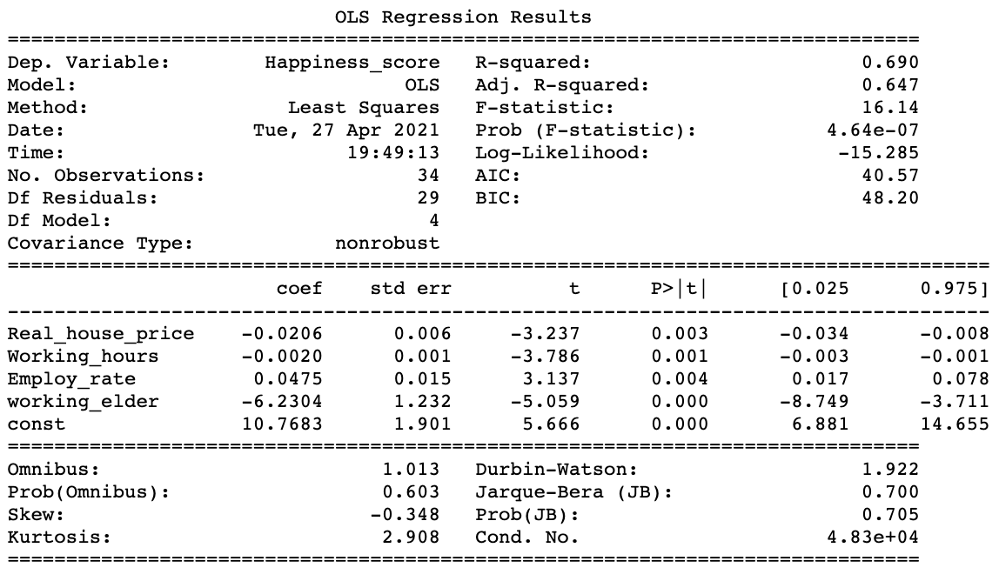 OLS Regression Results
==============================================================================
Dep. Variable:        Happiness_score   R-squared:                       0.690
Model:                            OLS   Adj. R-squared:                  0.647
Method:                 Least Squares   F-statistic:                     16.14
Date:                Tue, 27 Apr 2021   Prob (F-statistic):           4.64e-07
Time:                        19:49:13   Log-Likelihood:                -15.285
No. Observations:                  34   AIC:                             40.57
Df Residuals:                      29   BIC:                             48.20
Df Model:                           4
Covariance Type:            nonrobust
====================================================================================
                       coef    std err          t      P>|t|      [0.025      0.975]
------------------------------------------------------------------------------------
Real_house_price    -0.0206      0.006     -3.237      0.003      -0.034      -0.008
Working_hours       -0.0020      0.001     -3.786      0.001      -0.003      -0.001
Employ_rate          0.0475      0.015      3.137      0.004       0.017       0.078
working_elder       -6.2304      1.232     -5.059      0.000      -8.749      -3.711
const               10.7683      1.901      5.666      0.000       6.881      14.655
==============================================================================
Omnibus:                        1.013   Durbin-Watson:                   1.922
Prob(Omnibus):                  0.603   Jarque-Bera (JB):                0.700
Skew:                          -0.348   Prob(JB):                        0.705
Kurtosis:                       2.908   Cond. No.                     4.83e+04
==============================================================================